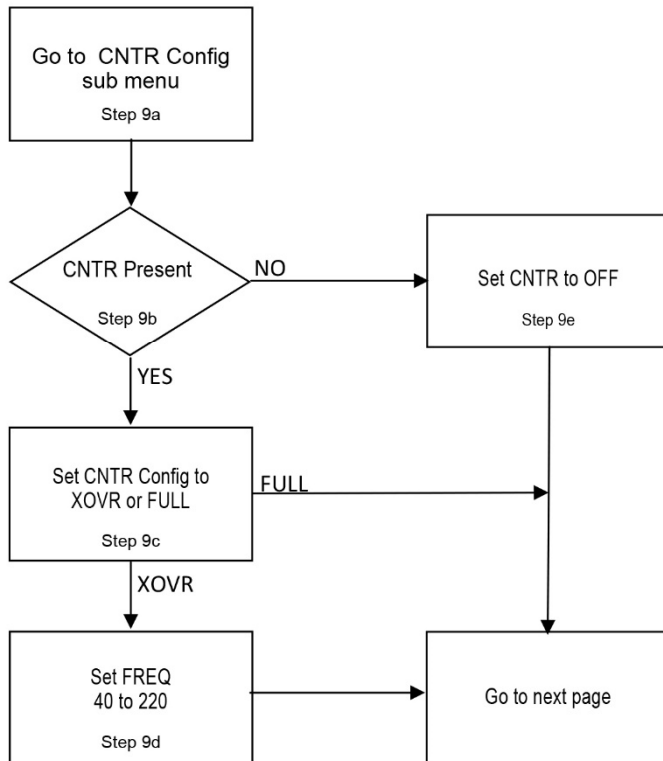 Go to CNTR Config
sub menu
Step 9a
CNTR Present
Step 9b
NO
Set CNTR to OFF
Step 9e
YES
Set CNTR Config to
XOVR or FULL
Step 9c
FULL
XOVR
Set FREQ
40 to 220
Step 9d
Go to next page